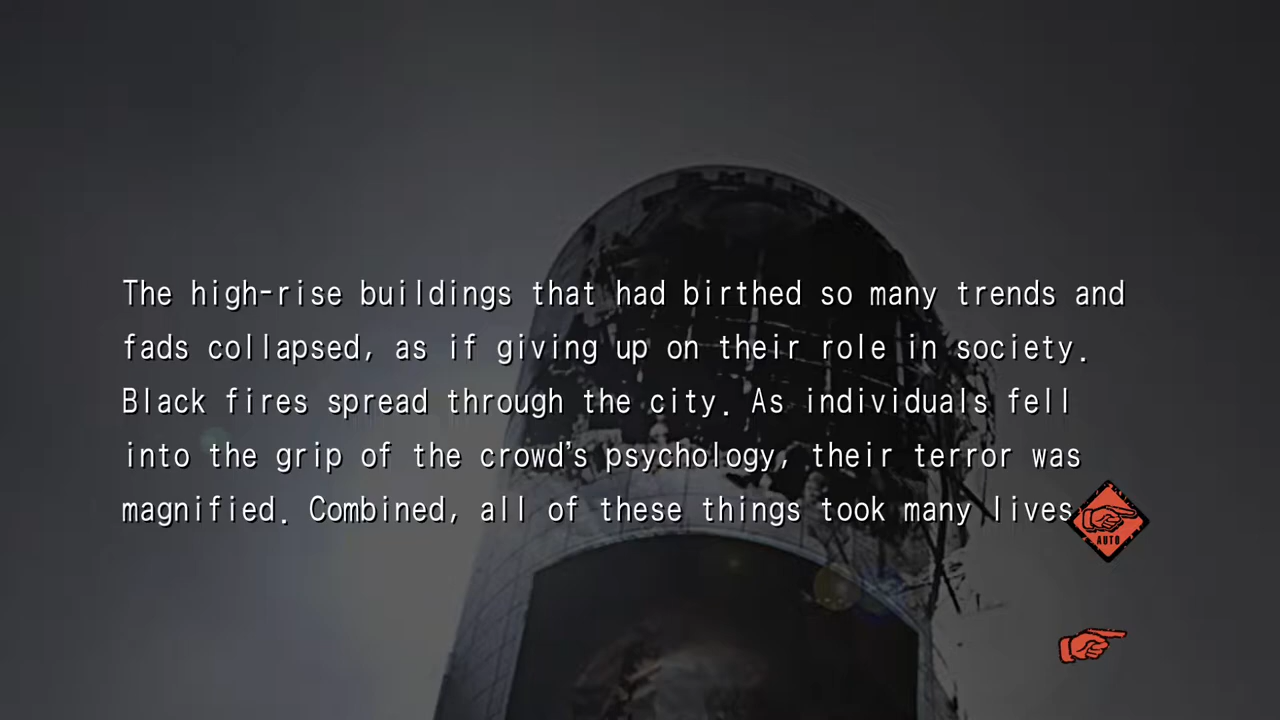 The high-rise buildings that had birthed so many trends and
fads collapsed, as if giving up on their role in society.
Black fires spread through the city. As individuals fell
into the grip of the crowd's psychology, their terror was
magnified. Combined, all of these things took many lives.
AUTO